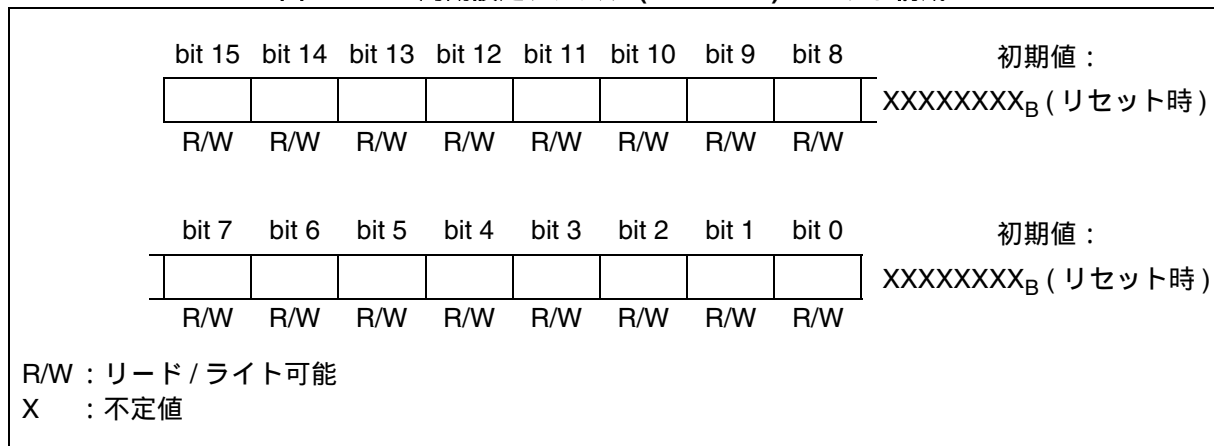 bit 15 bit 14 bit 13 bit 12 bit 11 bit 10 bit 9 bit 8 初期値：
XXXXXXXXB ( リセット時 )
R/W R/W R/W R/W R/W R/W R/W R/W
bit 7 bit 6 bit 5 bit 4 bit 3 bit 2 bit 1 bit 0 初期値：
XXXXXXXXB ( リセット時 )
R/W R/W R/W R/W R/W R/W R/W R/W
R/W ：リード / ライト可能
X ：不定値